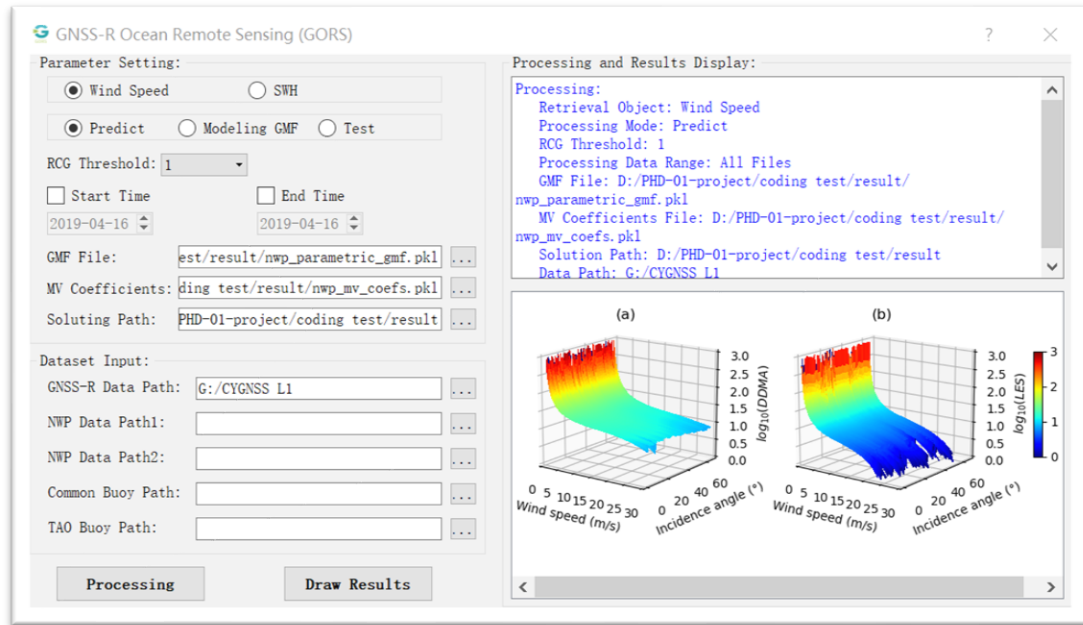 GNSS-R Ocean Remote Sensing (GORS)
?
Parameter Setting:
Wind Speed
SWH
Predict
Modeling GMF
Test
RCG Threshold:
1
Start Time
End Time
2019-04-16
2019-04-16
GMF File:
est/result/nwp_parametric_gmf.pkl
...
MV Coefficients:
ding test/result/nwp_mv_coefs.pkl
...
Soluting Path:
PHD-01-project/coding test/result
...
Dataset Input:
GNSS-R Data Path:
G:/CYGNSS L1
...
NWP Data Path1:
...
NWP Data Path2:
...
Common Buoy Path:
...
TAO Buoy Path:
...
Processing
Draw Results
Processing and Results Display:
Processing:
Retrieval Object: Wind Speed
Processing Mode: Predict
RCG Threshold: 1
Processing Data Range: All Files
GMF File: D:/PHD-01-project/coding test/result/
nwp_parametric_gmf.pkl
MV Coefficients File: D:/PHD-01-project/coding test/result/
nwp_mv_coefs.pkl
Solution Path: D:/PHD-01-project/coding test/result
Data Path: G:/CYGNSS L1
(a)
3.0
2.5
2.0
1.5
1.0
0.5
0.0
log10(DDMA)
0 5 10 15 20 25 30
Wind speed (m/s)
0 20 40 60
Incidence angle (°)
(b)
3.0
2.5
2.0
1.5
1.0
0.5
0.0
log10(LES)
0 5 10 15 20 25 30
Wind speed (m/s)
0 20 40 60
Incidence angle (°)
3
2
1
0